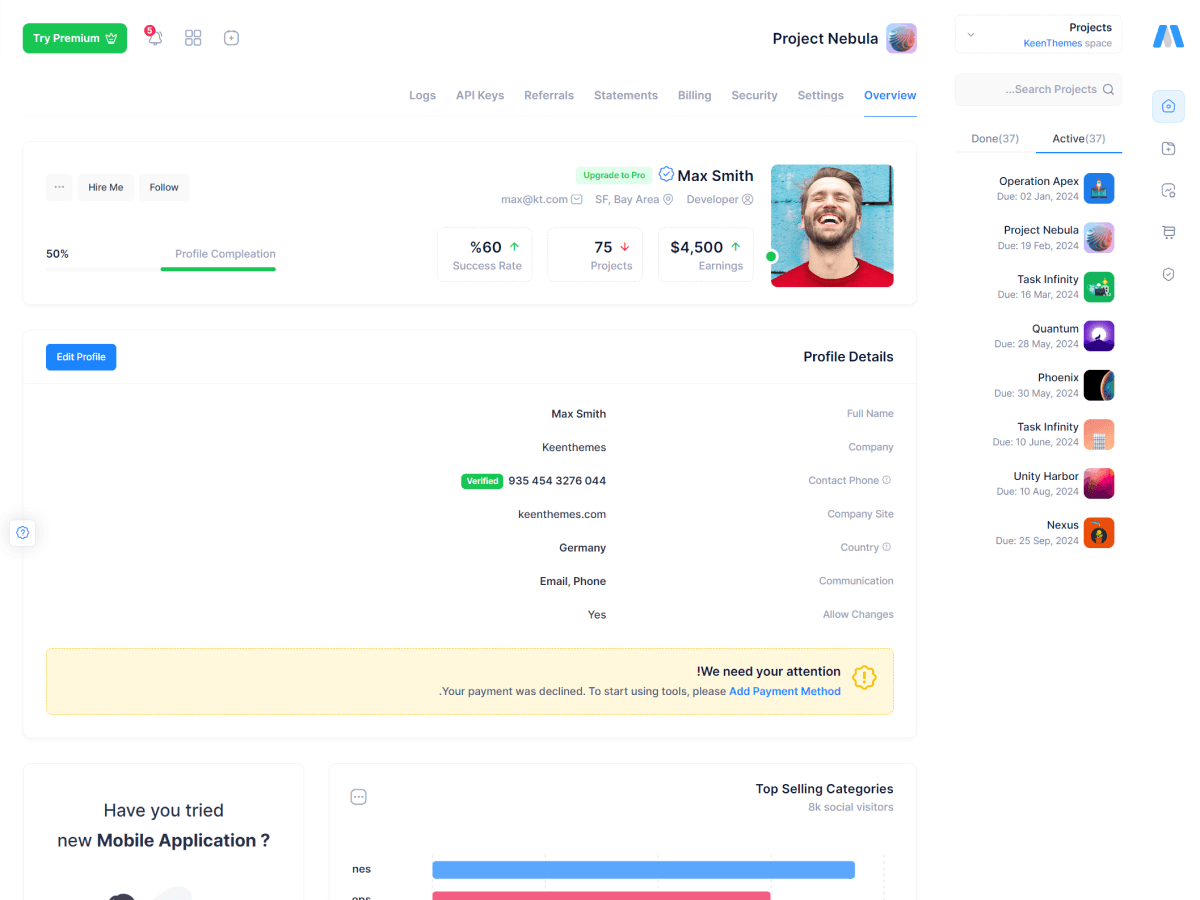 Try Premium
5
Project Nebula
Projects
KeenThemes space
...Search Projects
Done(37)
Active(37)
Operation Apex
Due: 02 Jan, 2024
Project Nebula
Due: 19 Feb, 2024
Task Infinity
Due: 16 Mar, 2024
Quantum
Due: 28 May, 2024
Phoenix
Due: 30 May, 2024
Task Infinity
Due: 10 June, 2024
Unity Harbor
Due: 10 Aug, 2024
Nexus
Due: 25 Sep, 2024
Logs
API Keys
Referrals
Statements
Billing
Security
Settings
Overview
Hire Me
Follow
Upgrade to Pro
Max Smith
max@kt.com
SF, Bay Area
Developer
50%
Profile Compleation
%60
Success Rate
75
Projects
$4,500
Earnings
Edit Profile
Profile Details
Max Smith
Full Name
Keenthemes
Company
Verified
935 454 3276 044
Contact Phone
keenthemes.com
Company Site
Germany
Country
Email, Phone
Communication
Yes
Allow Changes
!We need your attention
.Your payment was declined. To start using tools, please Add Payment Method
Have you tried
new Mobile Application ?
Top Selling Categories
8k social visitors
nes